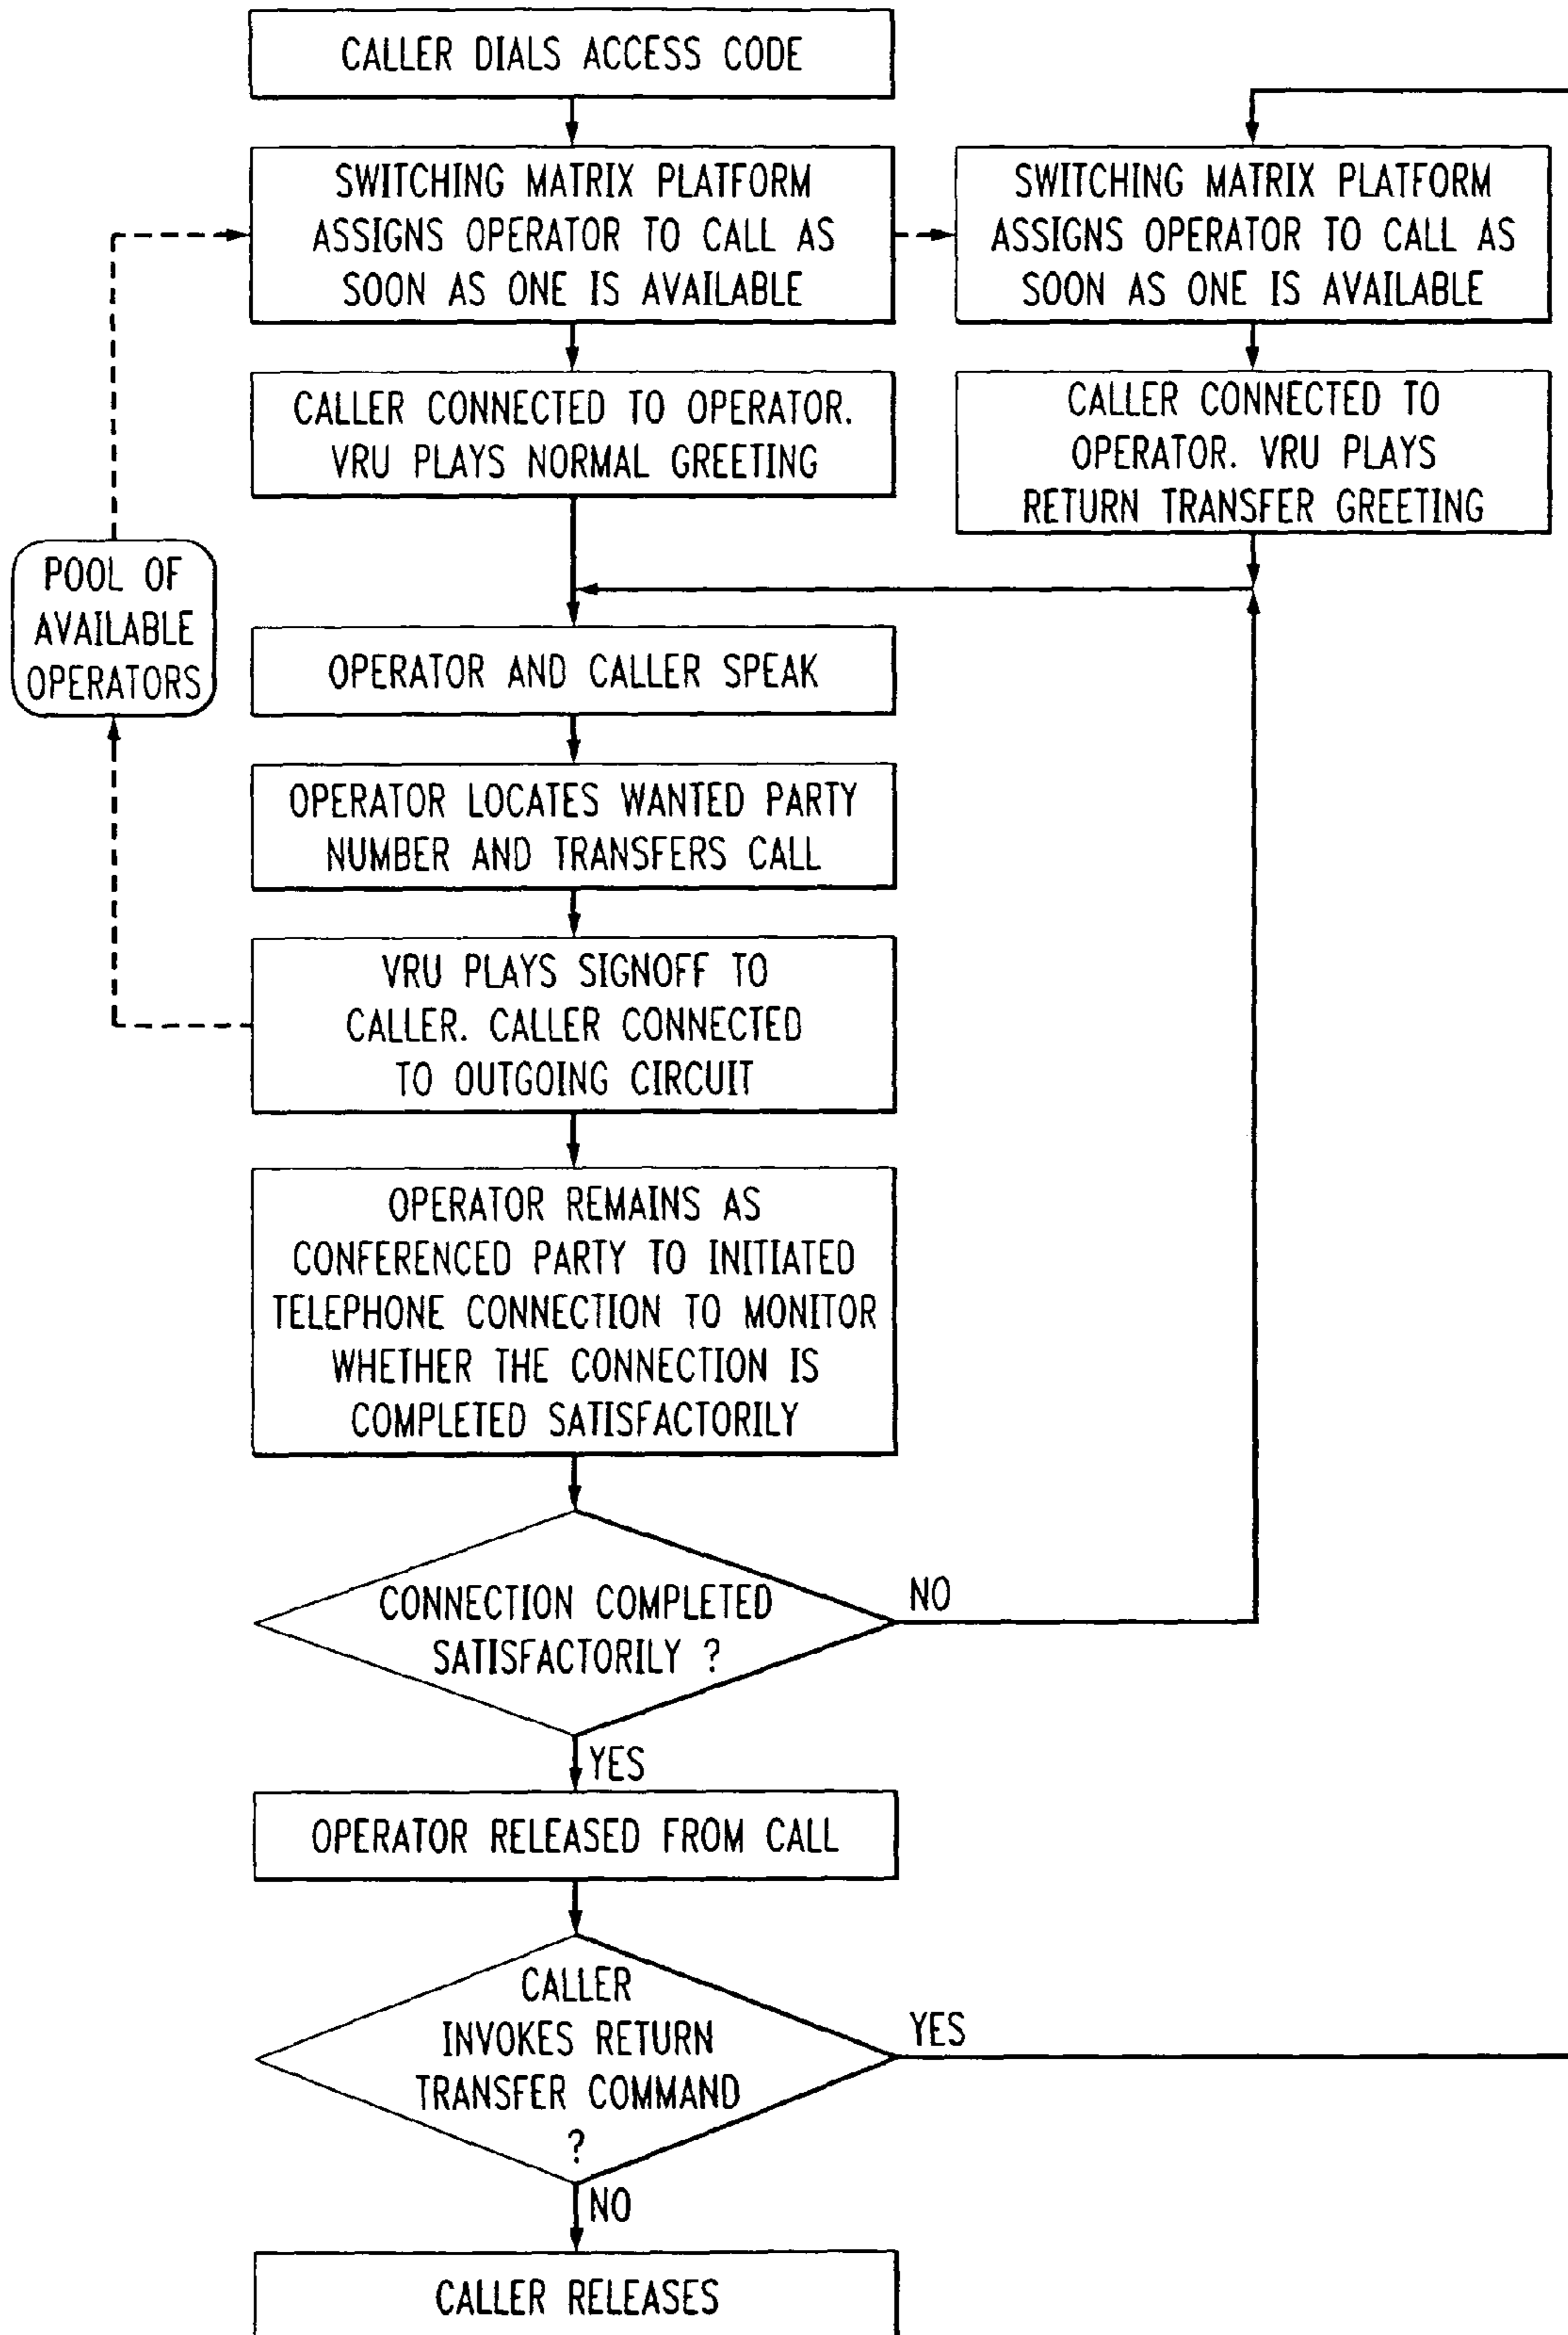 CALLER DIALS ACCESS CODE
SWITCHING MATRIX PLATFORM
ASSIGNS OPERATOR TO CALL AS
SOON AS ONE IS AVAILABLE
SWITCHING MATRIX PLATFORM
ASSIGNS OPERATOR TO CALL AS
SOON AS ONE IS AVAILABLE
CALLER CONNECTED TO OPERATOR.
VRU PLAYS NORMAL GREETING
CALLER CONNECTED TO
OPERATOR. VRU PLAYS
RETURN TRANSFER GREETING
POOL OF
AVAILABLE
OPERATORS
OPERATOR AND CALLER SPEAK
OPERATOR LOCATES WANTED PARTY
NUMBER AND TRANSFERS CALL
VRU PLAYS SIGNOFF TO
CALLER. CALLER CONNECTED
TO OUTGOING CIRCUIT
OPERATOR REMAINS AS
CONFERENCED PARTY TO INITIATED
TELEPHONE CONNECTION TO MONITOR
WHETHER THE CONNECTION IS
COMPLETED SATISFACTORILY
CONNECTION COMPLETED
SATISFACTORILY ?
NO
YES
OPERATOR RELEASED FROM CALL
CALLER
INVOKES RETURN
TRANSFER COMMAND
?
YES
NO
CALLER RELEASES